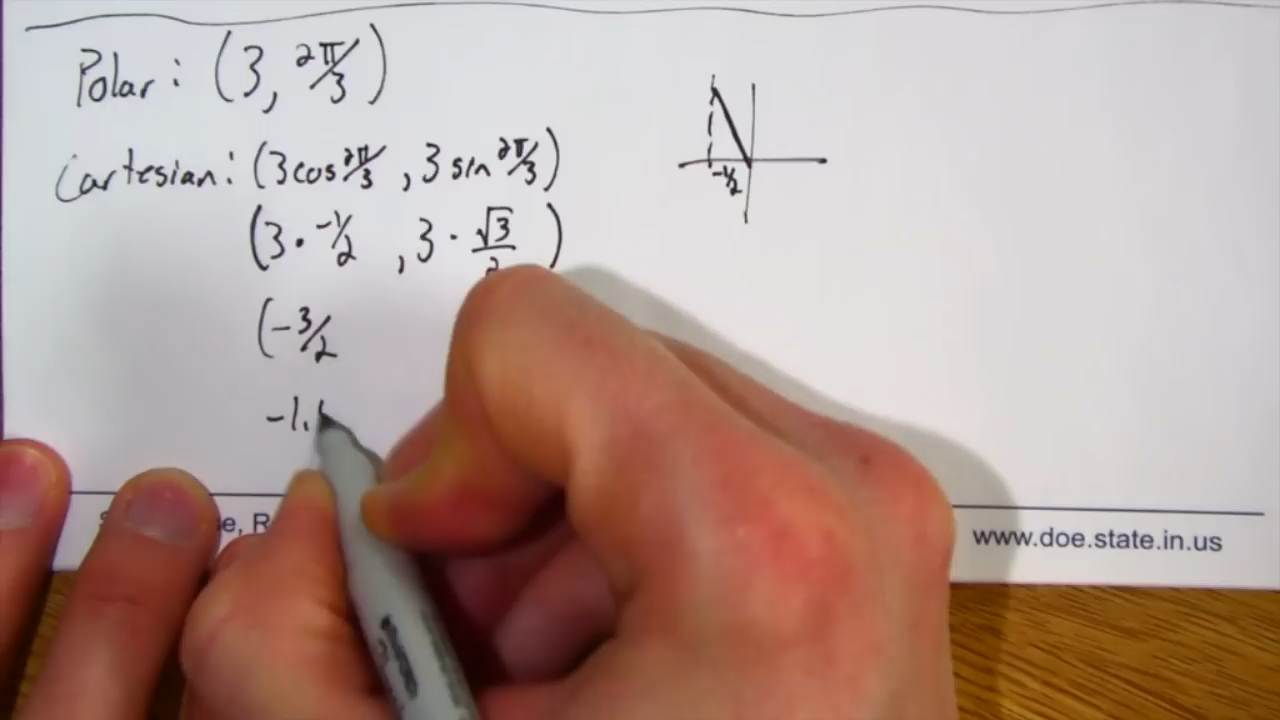 Polar: (3, 2π/3)
Cartesian: (3cos 2π/3, 3 sin 2π/3)
(3 · -1/2, 3 · √3/2)
(-3/2
-1.
-1/2
www.doe.state.in.us